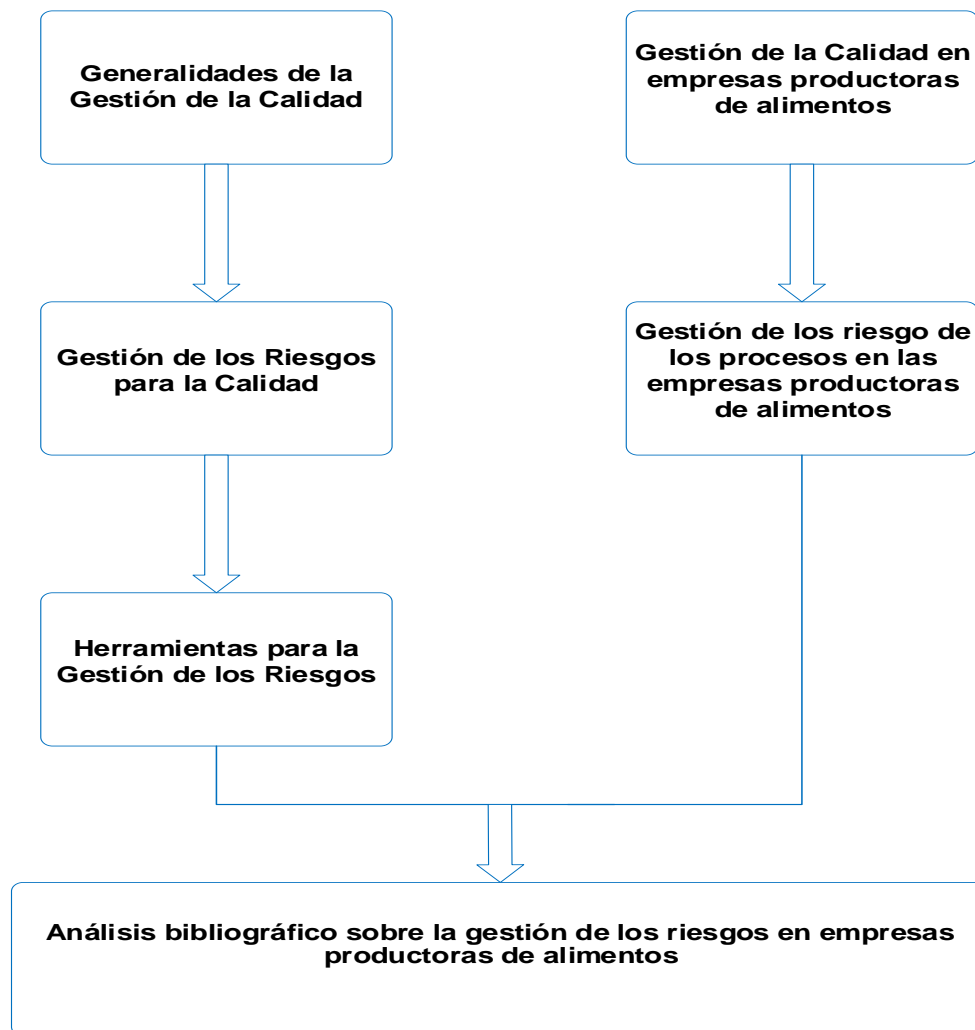 Generalidades de la
Gestión de la Calidad
Gestión de la Calidad en
empresas productoras
de alimentos
Gestión de los Riesgos
para la Calidad
Gestión de los riesgo de
los procesos en las
empresas productoras
de alimentos
Herramientas para la
Gestión de los Riesgos
Análisis bibliográfico sobre la gestión de los riesgos en empresas
productoras de alimentos